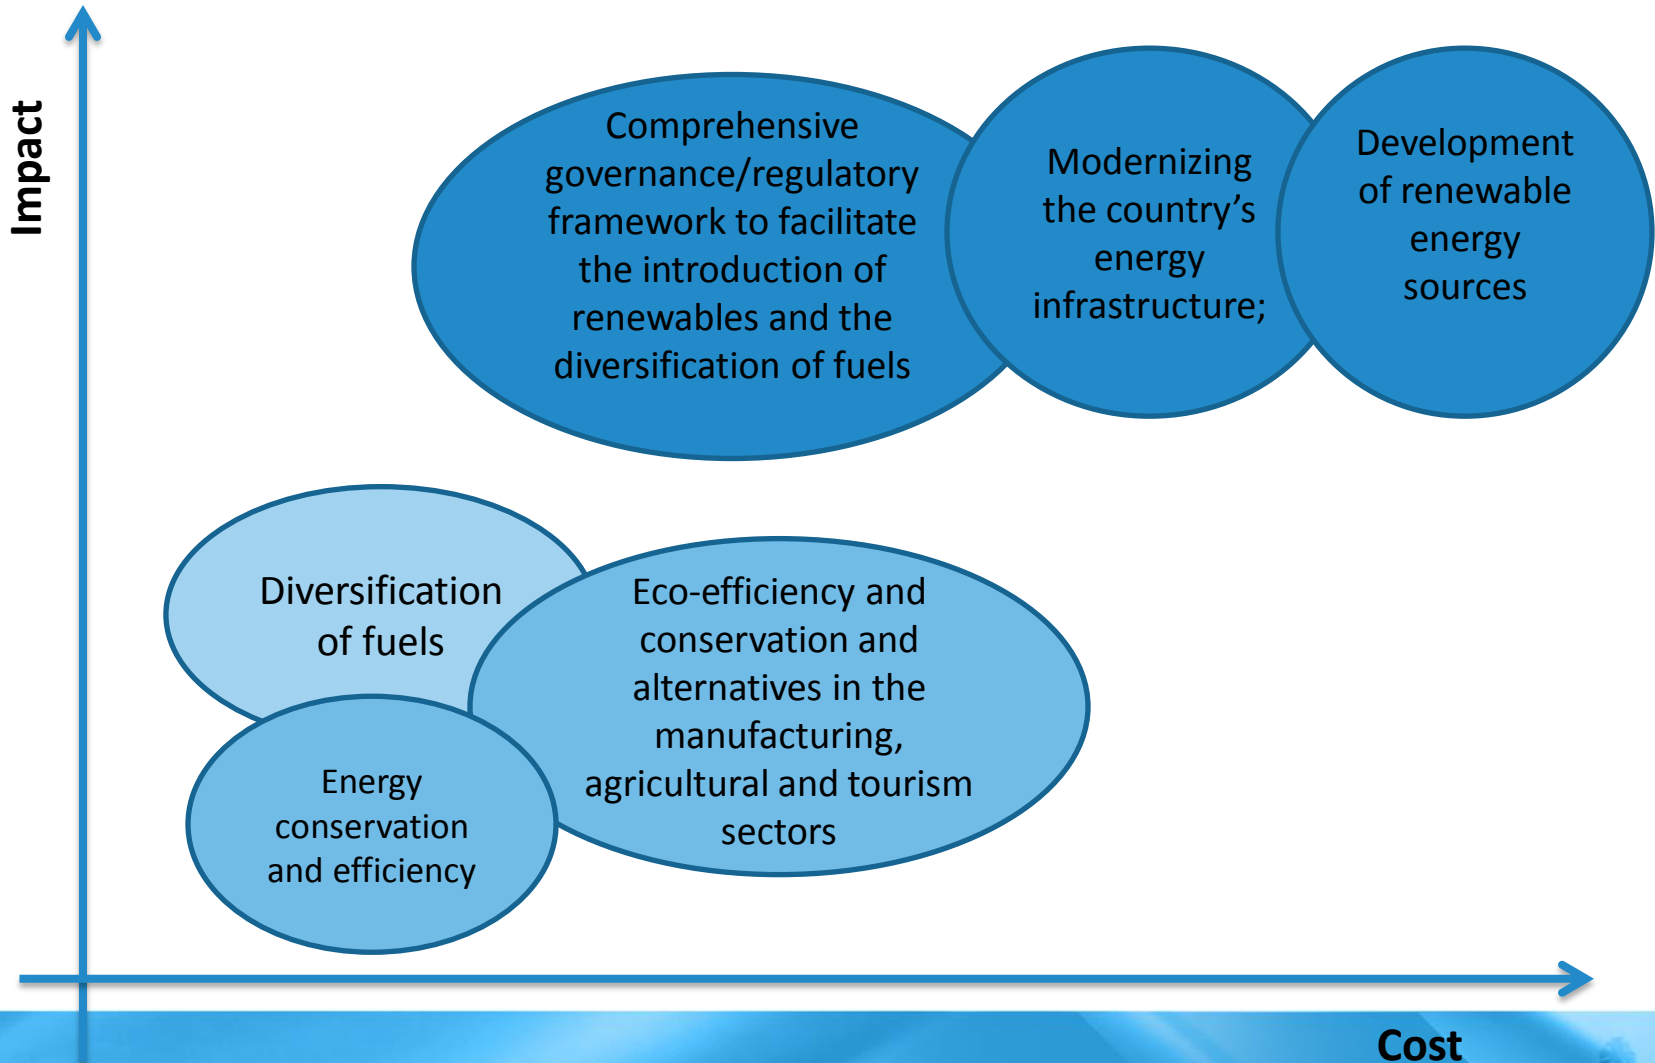 Impact
Comprehensive
governance/regulatory
framework to facilitate
the introduction of
renewables and the
diversification of fuels
Modernizing
the country’s
energy
infrastructure;
Development
of renewable
energy
sources
Diversification
of fuels
Eco-efficiency and
conservation and
alternatives in the
manufacturing,
agricultural and tourism
sectors
Energy
conservation
and efficiency
Cost